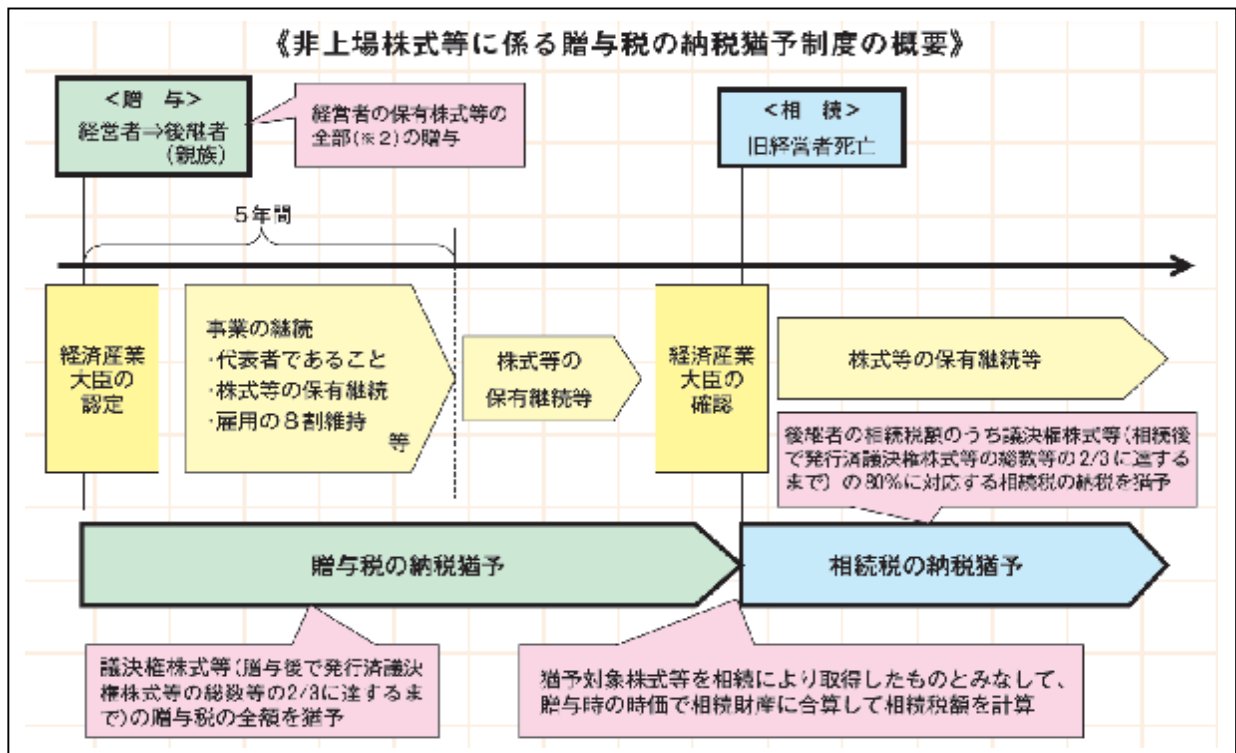 《非上場株式等に係る贈与税の納税猶予制度の概要》
<贈 与>
経営者⇒後継者
(親族)
経営者の保有株式等の
全部(※2)の贈与
<相 続>
旧経営者死亡
5年間
経済産業
大臣の
認定
事業の継続
・代表者であること
・株式等の保有継続
・雇用の8割維持
等
株式等の
保有継続等
経済産業
大臣の
確認
株式等の保有継続等
後継者の相続税額のうち議決権株式等(相続後
で発行済議決権株式等の総数等の2/3に達する
まで)の80%に対応する相続税の納税を猶予
贈与税の納税猶予
相続税の納税猶予
議決権株式等(贈与後で発行済議決
権株式等の総数等の2/3に達するま
で)の贈与税の全額を猶予
猶予対象株式等を相続により取得したものとみなして、
贈与時の時価で相続財産に合算して相続税額を計算